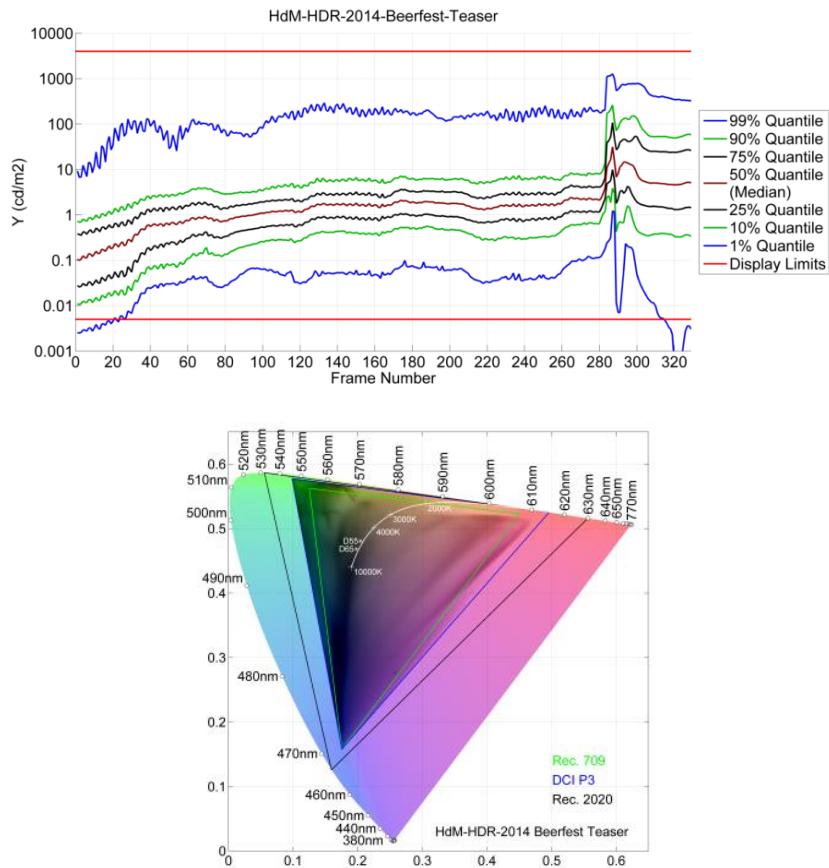 HdM-HDR-2014-Beerfest-Teaser
10000
1000
100
10
1
0.1
0.01
0.001
Y (cd/m2)
0 20 40 60 80 100 120 140 160 180 200 220 240 260 280 300 320
Frame Number
99% Quantile
90% Quantile
75% Quantile
50% Quantile
(Median)
25% Quantile
10% Quantile
1% Quantile
Display Limits
510nm
520nm
530nm
540nm
550nm
560nm
570nm
580nm
590nm
600nm
610nm
620nm
630nm
640nm
650nm
770nm
500nm
490nm
480nm
470nm
460nm
450nm
440nm
380nm
2000K
3000K
4000K
D55
D65
10000K
0.6
0.5
0.4
0.3
0.2
0.1
0
Rec. 709
DCI P3
Rec. 2020
HdM-HDR-2014 Beerfest Teaser
0 0.1 0.2 0.3 0.4 0.5 0.6